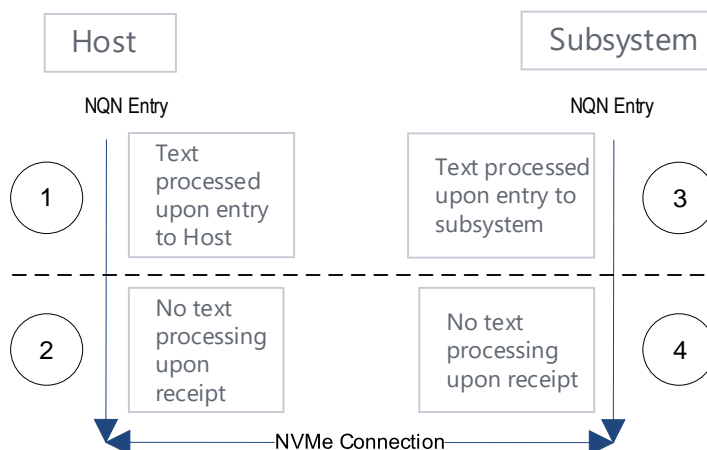 Host
Subsystem
NQN Entry
NQN Entry
1
Text
processed
upon entry
to Host
Text processed
upon entry to
subsystem
3
2
No text
processing
upon
receipt
No text
processing
upon receipt
4
NVMe Connection